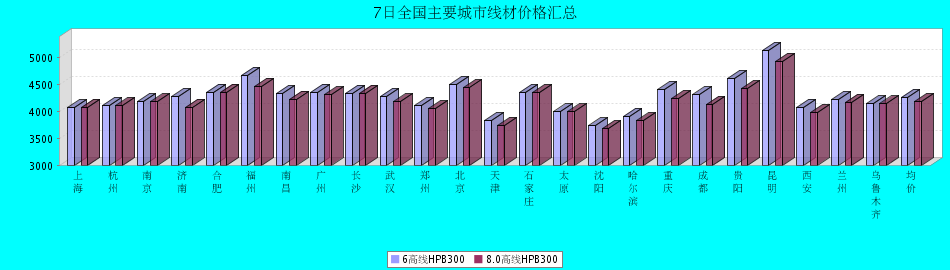 7日全国主要城市线材价格汇总
5000
4500
4000
3500
3000
上海
杭州
南京
济南
合肥
福州
南昌
广州
长沙
武汉
郑州
北京
天津
石家庄
太原
沈阳
哈尔滨
重庆
成都
贵阳
昆明
西安
兰州
乌鲁木齐
均价
6高线HPB300
8.0高线HPB300